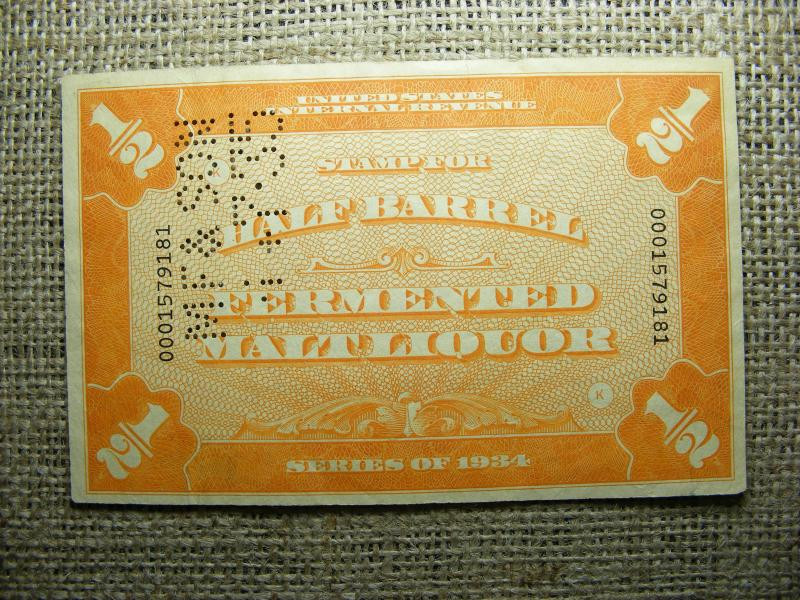 UNITED STATES
INTERNAL REVENUE
1/2
1/2
STAMP FOR
K
HALF BARREL
FERMENTED
MALT LIQUOR
0001579181
0001579181
K
1/2
1/2
SERIES OF 1934